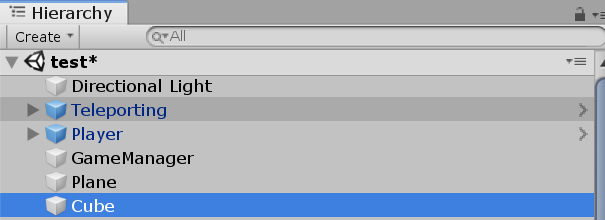 Hierarchy
Create All
test*
Directional Light
Teleporting
Player
GameManager
Plane
Cube